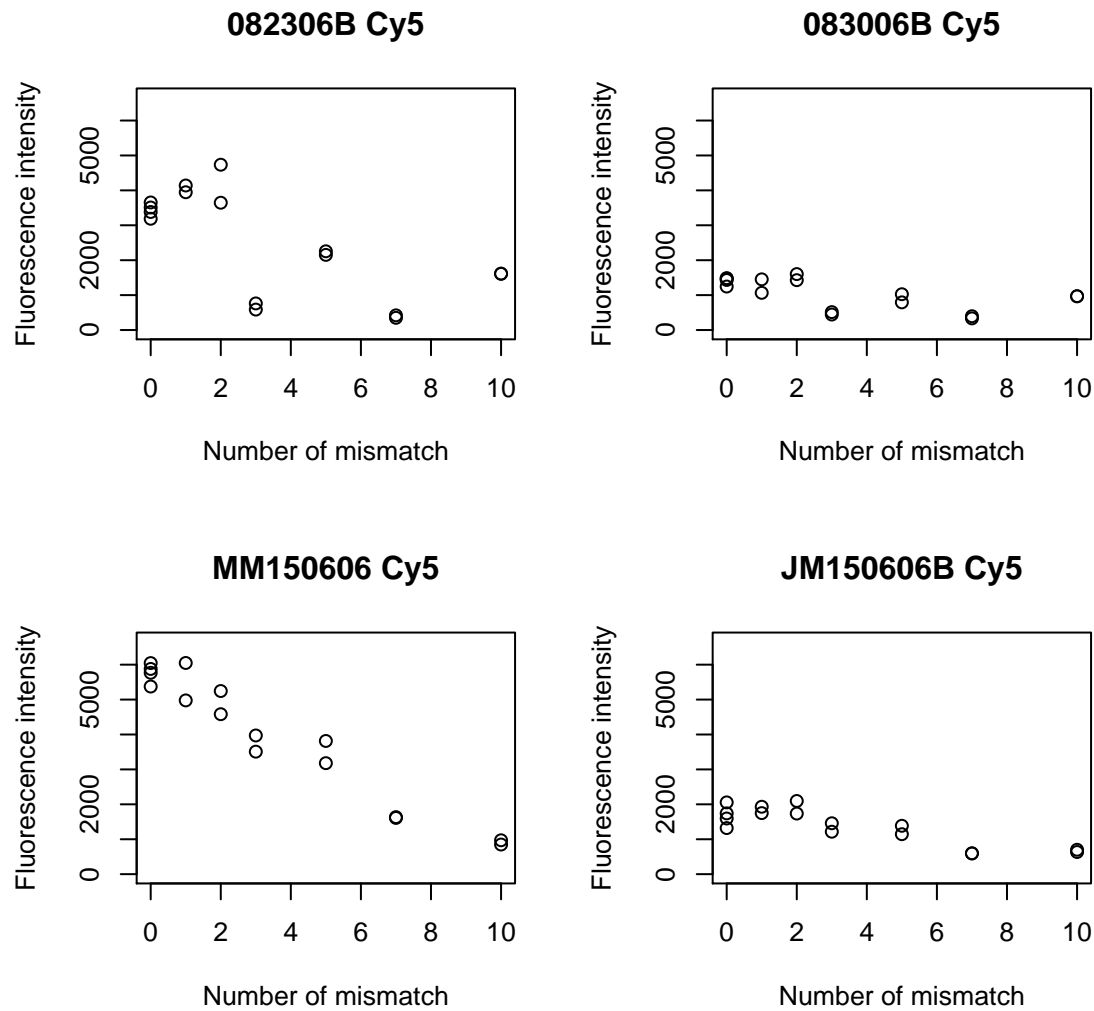 082306B Cy5
Fluorescence intensity
0 2000 5000
0 2 4 6 8 10
Number of mismatch
083006B Cy5
Fluorescence intensity
0 2000 5000
0 2 4 6 8 10
Number of mismatch
MM150606 Cy5
Fluorescence intensity
0 2000 5000
0 2 4 6 8 10
Number of mismatch
JM150606B Cy5
Fluorescence intensity
0 2000 5000
0 2 4 6 8 10
Number of mismatch